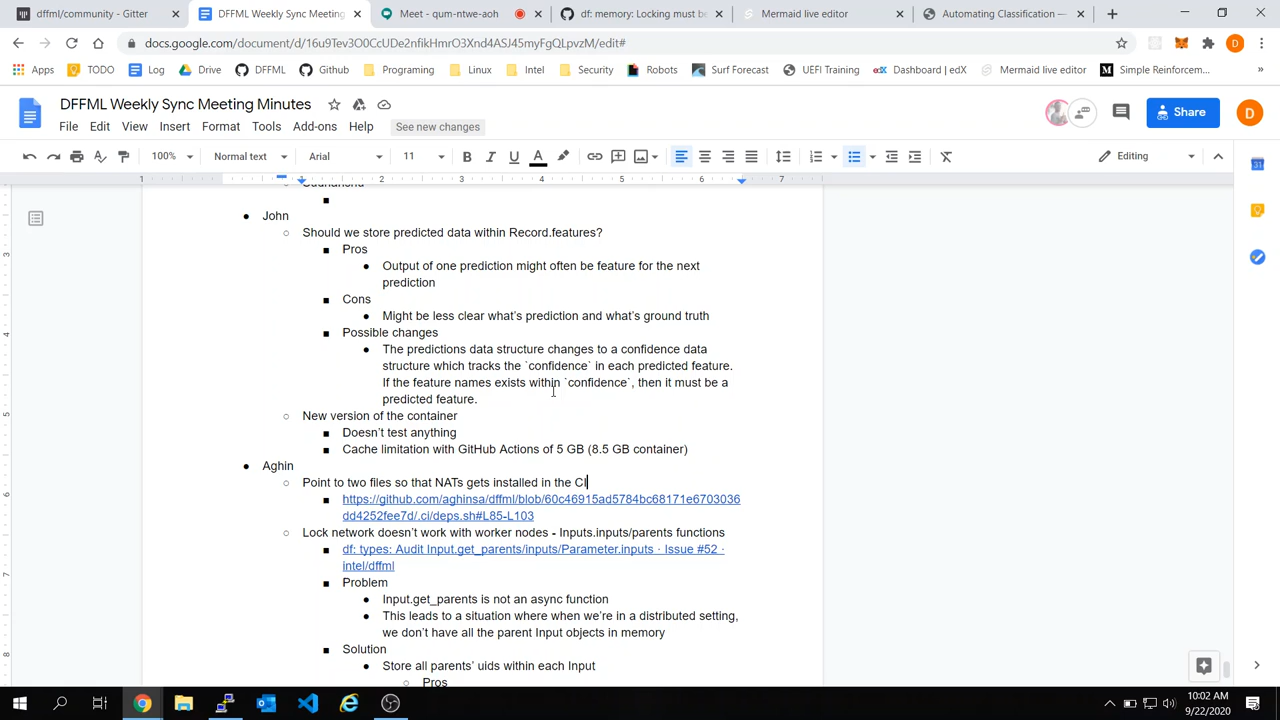 dffml/community - Gitter
DFFML Weekly Sync Meeting
Meet - qum-nwte-aoh
df: memory: Locking must be
Mermaid live editor
Automating Classification —
docs.google.com/document/d/16u9Tev3O0CcUDe2nfikHmrO3Xnd4ASJ45myFgQLpvzM/edit#
Apps TODO Log Drive DFFML Github Programing Linux Intel Security Robots Surf Forecast UEFI Training Dashboard | edX Mermaid live editor Simple Reinforcem...
DFFML Weekly Sync Meeting Minutes
File Edit View Insert Format Tools Add-ons Help See new changes
Share
D
100% Normal text Arial 11 Editing
1 1 2 3 4 5 6 7
John
Should we store predicted data within Record.features?
Pros
Output of one prediction might often be feature for the next
prediction
Cons
Might be less clear what's prediction and what's ground truth
Possible changes
The predictions data structure changes to a confidence data
structure which tracks the `confidence` in each predicted feature.
If the feature names exists within `confidence`, then it must be a
predicted feature.
New version of the container
Doesn't test anything
Cache limitation with GitHub Actions of 5 GB (8.5 GB container)
Aghin
Point to two files so that NATs gets installed in the CI
https://github.com/aghinsa/dffml/blob/60c46915ad5784bc68171e6703036
dd4252fee7d/.ci/deps.sh#L85-L103
Lock network doesn't work with worker nodes - Inputs.inputs/parents functions
df: types: Audit Input.get_parents/inputs/Parameter.inputs · Issue #52 ·
intel/dffml
Problem
Input.get_parents is not an async function
This leads to a situation where when we're in a distributed setting,
we don't have all the parent Input objects in memory
Solution
Store all parents' uids within each Input
Pros
10:02 AM
9/22/2020